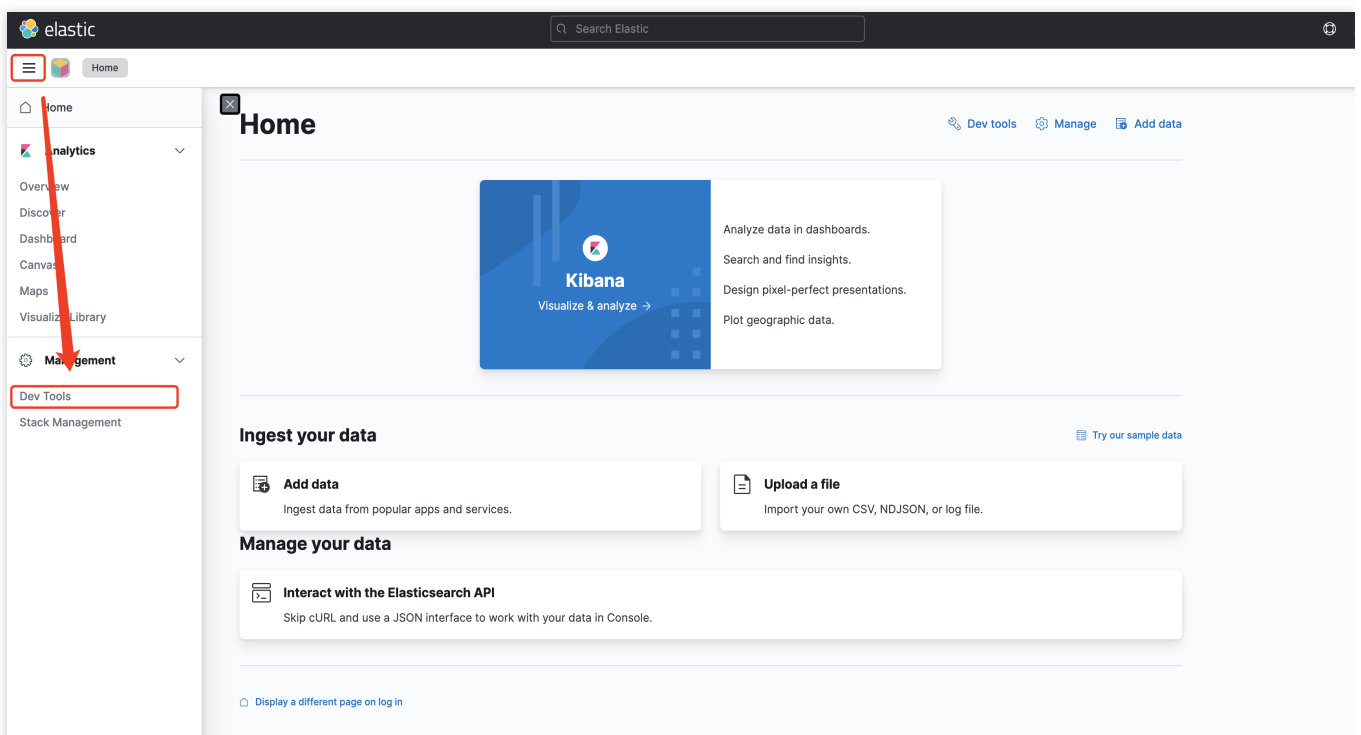 elastic
Search Elastic
Home
Home
Analytics
Overview
Discover
Dashboard
Canvas
Maps
Visualize Library
Management
Dev Tools
Stack Management
Home
Dev tools
Manage
Add data
Kibana
Visualize & analyze →
Analyze data in dashboards.
Search and find insights.
Design pixel-perfect presentations.
Plot geographic data.
Ingest your data
Try our sample data
Add data
Ingest data from popular apps and services.
Upload a file
Import your own CSV, NDJSON, or log file.
Manage your data
Interact with the Elasticsearch API
Skip cURL and use a JSON interface to work with your data in Console.
Display a different page on log in